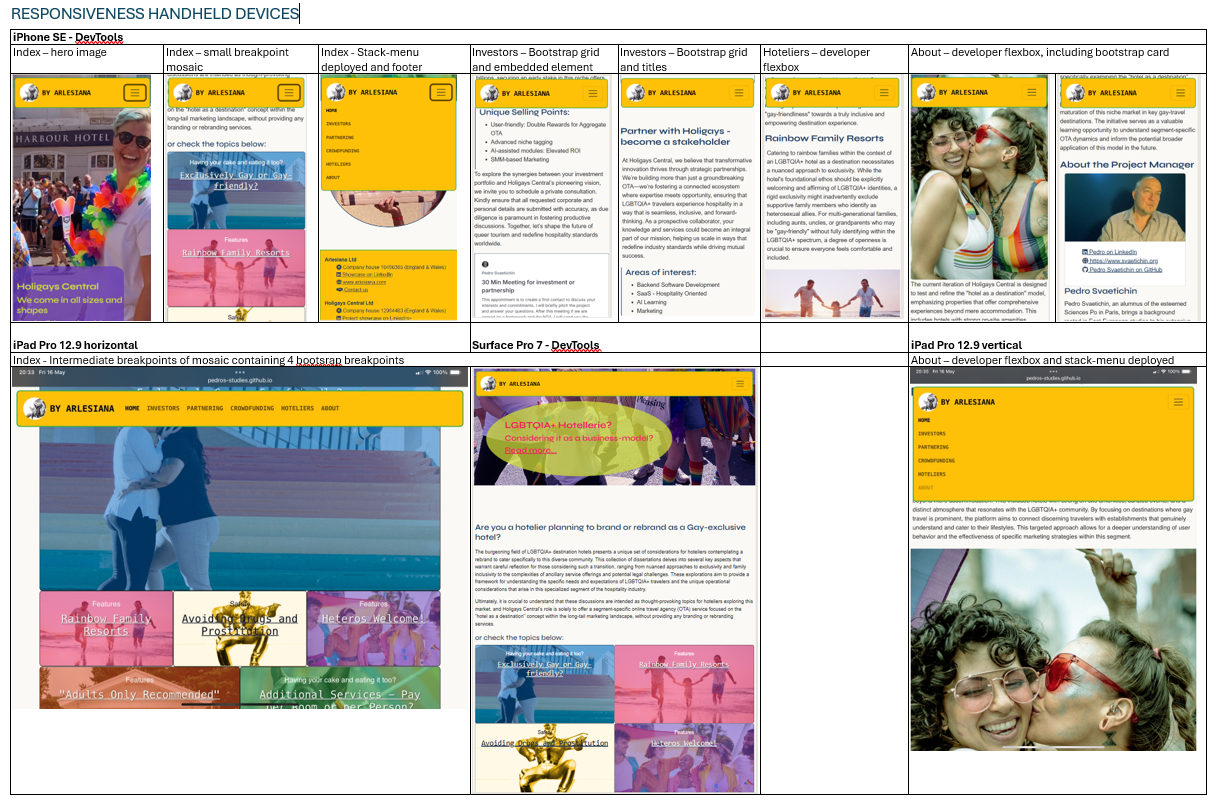 RESPONSIVENESS HANDHELD DEVICES
iPhone SE - DevTools
Index – hero image
Index – small breakpoint
mosaic
Index - Stack-menu
deployed and footer
Investors – Bootstrap grid
and embedded element
Investors – Bootstrap grid
and titles
Hoteliers – developer
flexbox
About – developer flexbox, including bootstrap card
BY ARLESIANA
HARBOUR HOTEL
Holigays Central
We come in all sizes and
shapes
BY ARLESIANA
on the "hotel as a destination" concept within the
long-tail marketing landscape, without providing any
branding or rebranding services.
or check the topics below:
Having your cake and eating it too?
Exclusively Gay or Gay-
friendly?
Features
Rainbow Family Resorts
Safety
BY ARLESIANA
HOME
INVESTORS
PARTNERING
CROWDFUNDING
HOTELIERS
ABOUT
Arlesiana Ltd
Company house 10456393 (England & Wales)
Showcase on LinkedIn
www.arlesiana.com
Contact us
Holigays Central Ltd
Company house 12954463 (England & Wales)
Project showcase on LinkedIn
BY ARLESIANA
Unique Selling Points:
• User-friendly: Double Rewards for Aggregate
OTA
• Advanced niche tagging
• AI-assisted modules: Elevated ROI
• SMM-based Marketing
To explore the synergies between your investment
portfolio and Holigays Central's pioneering vision,
we invite you to schedule a private consultation.
Kindly ensure that all requested corporate and
personal details are submitted with accuracy, as due
diligence is paramount in fostering productive
discussions. Together, let's shape the future of
queer tourism and redefine hospitality standards
worldwide.
Pedro Svaetichin
30 Min Meeting for investment or
partnership
This appointment is to create a first contact to discuss your
interests and commitments. I will briefly pitch the project
and answer your questions. After this meeting if we are
BY ARLESIANA
Partner with Holigays -
become a stakeholder
At Holigays Central, we believe that transformative
innovation thrives through strategic partnerships.
We're building more than just a groundbreaking
OTA—we're fostering a connected ecosystem
where expertise meets opportunity, ensuring that
LGBTQIA+ travelers experience hospitality in a
way that is seamless, inclusive, and forward-
thinking. As a prospective collaborator, your
knowledge and services could become an integral
part of our mission, helping us scale in ways that
redefine industry standards while driving mutual
success.
Areas of interest:
• Backend Software Development
• SaaS - Hospitality Oriented
• AI Learning
• Marketing
BY ARLESIANA
"gay-friendliness" towards a truly inclusive and
empowering destination experience.
Rainbow Family Resorts
Catering to rainbow families within the context of
an LGBTQIA+ hotel as a destination necessitates
a nuanced approach to exclusivity. While the
hotel's foundational ethos should be explicitly
welcoming and affirming of LGBTQIA+ identities, a
rigid exclusivity might inadvertently exclude
supportive family members who may identify as
heterosexual allies. For multi-generational families,
including aunts, uncles, or grandparents who may
be "gay-friendly" without fully identifying within the
LGBTQIA+ spectrum, a degree of openness is
crucial to ensure everyone feels comfortable and
included.
BY ARLESIANA
The current iteration of Holigays Central is designed
to test and refine the "hotel as a destination" model,
emphasizing properties that offer comprehensive
experiences beyond mere accommodation. This
includes hotels with strong on-site amenities,
specifically examining the "hotel as a destination"
BY ARLESIANA
maturation of this niche market in key gay-travel
destinations. The initiative serves as a valuable
learning opportunity to understand segment-specific
OTA dynamics and inform the potential broader
application of this model in the future.
About the Project Manager
Pedro on LinkedIn
https://www.svaetichin.org
Pedro Svaetichin on GitHub
Pedro Svaetichin
Pedro Svaetichin, an alumnus of the esteemed
Sciences Po in Paris, brings a background
iPad Pro 12.9 horizontal
Surface Pro 7 - DevTools
iPad Pro 12.9 vertical
Index - Intermediate breakpoints of mosaic containing 4 bootsrap breakpoints
About – developer flexbox and stack-menu deployed
20:33 Fri 16 May
100%
pedros-studies.github.io
BY ARLESIANA HOME INVESTORS PARTNERING CROWDFUNDING HOTELIERS ABOUT
Features
Rainbow Family
Resorts
Safety
Avoiding Drugs and
Prostitution
Features
Heteros Welcome!
Features
"Adults Only Recommended"
Having your cake and eating it too?
Additional Services – Pay
per Room or per Person?
BY ARLESIANA
LGBTQIA+ Hotellerie?
Considering it as a business-model?
Read more...
Are you a hotelier planning to brand or rebrand as a Gay-exclusive
hotel?
The burgeoning field of LGBTQIA+ destination hotels presents a unique set of considerations for hoteliers contemplating a
rebrand to cater specifically to this diverse community. This collection of dissertations delves into several key aspects that
warrant careful reflection for those considering such a transition, ranging from nuanced approaches to exclusivity and family
inclusivity to the complexities of ancillary service offerings and potential legal challenges. These explorations aim to provide a
framework for understanding the specific needs and expectations of LGBTQIA+ travelers and the unique operational
considerations that arise in this specialized segment of the hospitality industry.
Ultimately, it is crucial to understand that these discussions are intended as thought-provoking topics for hoteliers exploring this
market, and Holigays Central's role is solely to offer a segment-specific online travel agency (OTA) service focused on the
"hotel as a destination" concept within the long-tail marketing landscape, without providing any branding or rebranding
services.
or check the topics below:
Having your cake and eating it too?
Exclusively Gay or Gay-
friendly?
Features
Rainbow Family Resorts
Safety
Avoiding Drugs and Prostitution
Features
Heteros Welcome!
Fri 16 May
100%
pedros-studies.github.io
BY ARLESIANA
HOME
INVESTORS
PARTNERING
CROWDFUNDING
HOTELIERS
ABOUT
distinct atmosphere that resonates with the LGBTQIA+ community. By focusing on destinations where gay
travel is prominent, the platform aims to connect discerning travelers with establishments that genuinely
understand and cater to their lifestyles. This targeted approach allows for a deeper understanding of user
behavior and the effectiveness of specific marketing strategies within this segment.